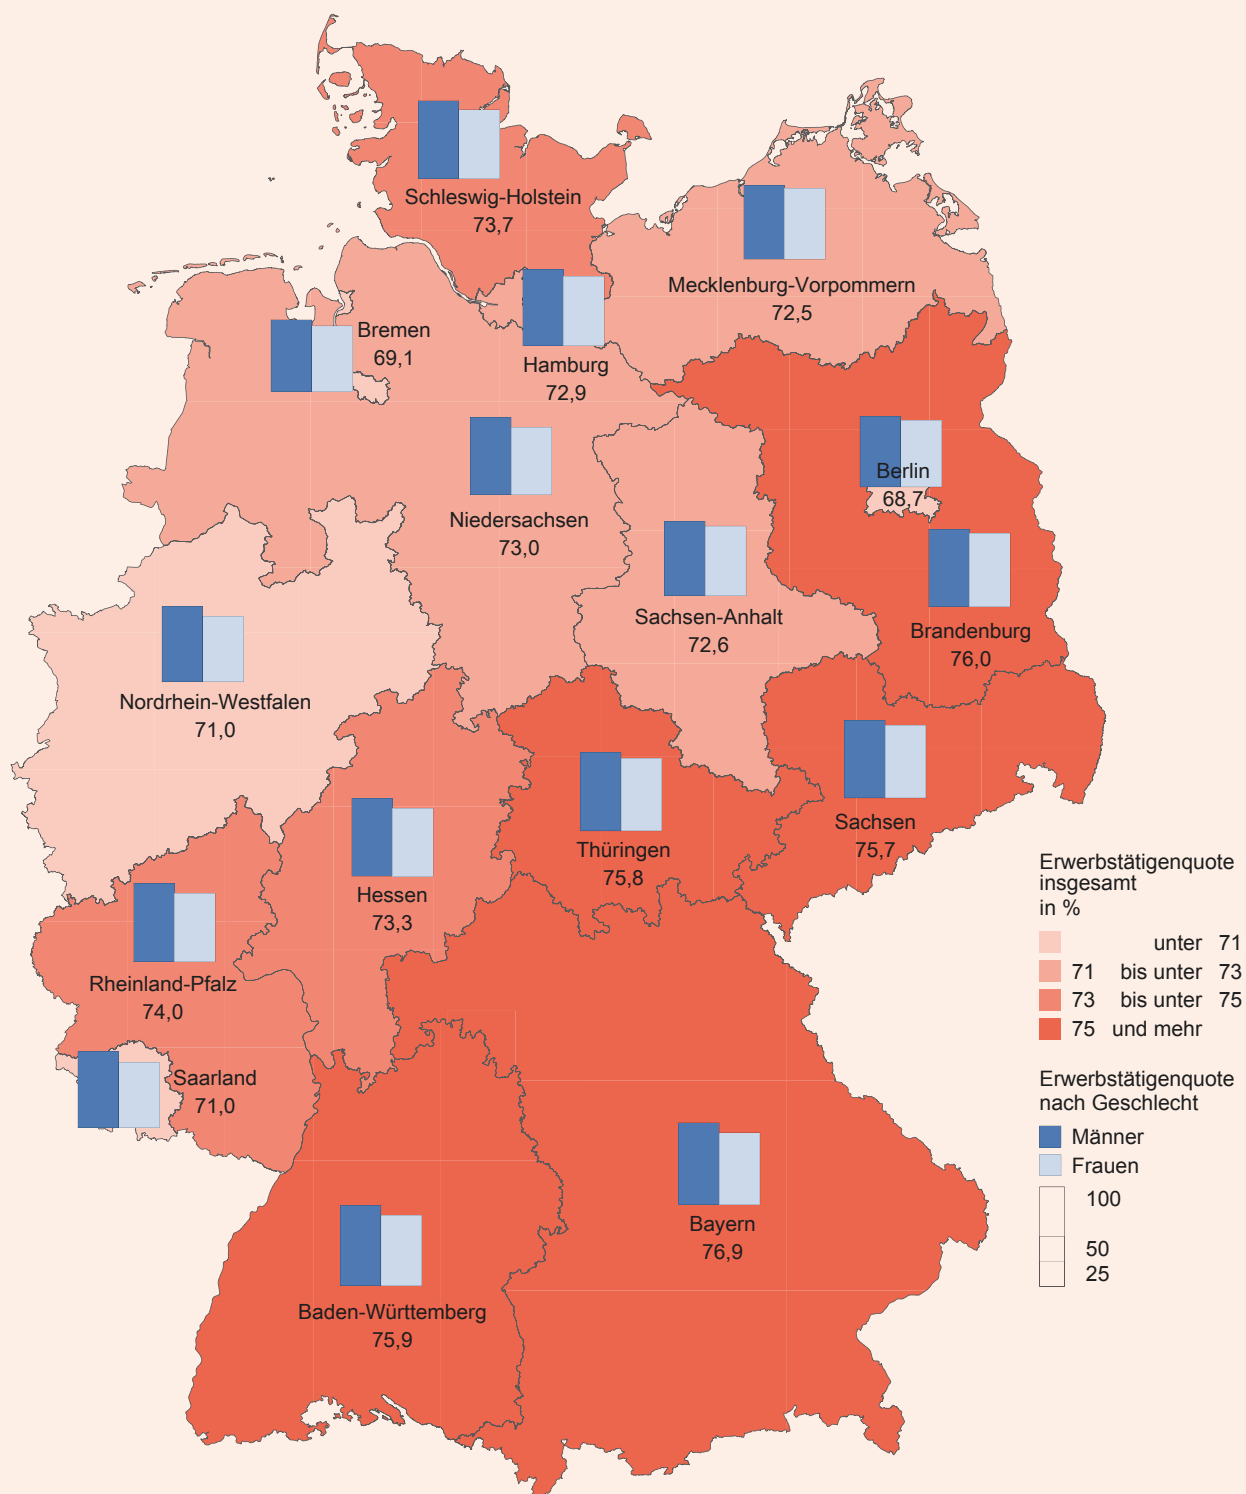 Schleswig-Holstein
73,7
Mecklenburg-Vorpommern
72,5
Bremen
69,1
Hamburg
72,9
Berlin
68,7
Niedersachsen
73,0
Sachsen-Anhalt
72,6
Brandenburg
76,0
Nordrhein-Westfalen
71,0
Sachsen
75,7
Thüringen
75,8
Hessen
73,3
Rheinland-Pfalz
74,0
Saarland
71,0
Bayern
76,9
Baden-Württemberg
75,9
Erwerbstätigenquote
insgesamt
in %
unter 71
71 bis unter 73
73 bis unter 75
75 und mehr
Erwerbstätigenquote
nach Geschlecht
Männer
Frauen
100
50
25